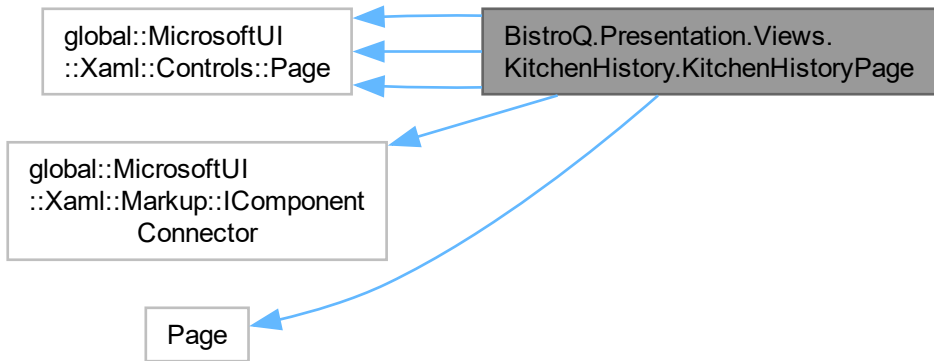 global::MicrosoftUI
::Xaml::Controls::Page
BistroQ.Presentation.Views.
KitchenHistory.KitchenHistoryPage
global::MicrosoftUI
::Xaml::Markup::IComponent
Connector
Page